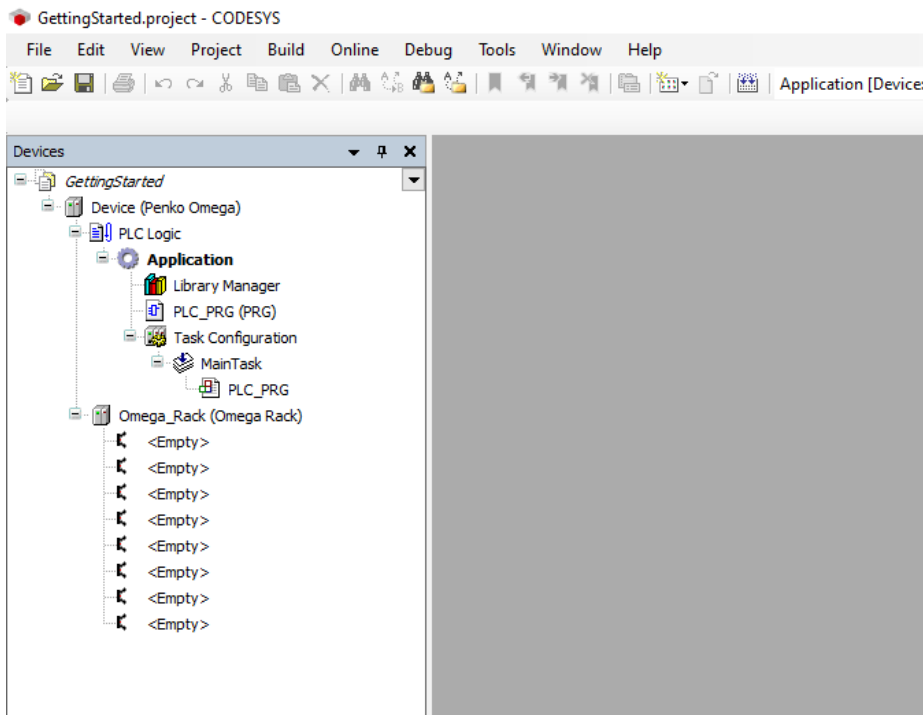 GettingStarted.project - CODESYS
File Edit View Project Build Online Debug Tools Window Help
Application [Device:
Devices
GettingStarted
Device (Penko Omega)
PLC Logic
Application
Library Manager
PLC_PRG (PRG)
Task Configuration
MainTask
PLC_PRG
Omega_Rack (Omega Rack)
<Empty>
<Empty>
<Empty>
<Empty>
<Empty>
<Empty>
<Empty>
<Empty>